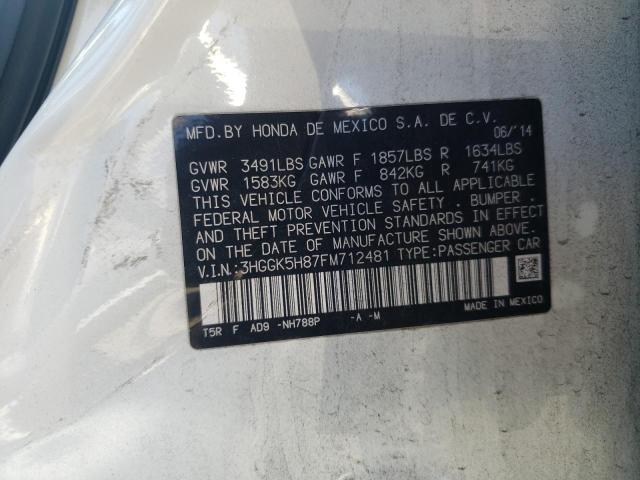 MFD.BY HONDA DE MEXICO S.A. DE C.V.
06/'14
GVWR 3491LBS GAWR F 1857LBS R 1634LBS
GVWR 1583KG GAWR F 842KG R 741KG
THIS VEHICLE CONFORMS TO ALL APPLICABLE
FEDERAL MOTOR VEHICLE SAFETY . BUMPER .
AND THEFT PREVENTION STANDARDS IN EFFECT
ON THE DATE OF MANUFACTURE SHOWN ABOVE.
V.I.N.:3HGGK5H87FM712481 TYPE:PASSENGER CAR
T5R F AD9 -NH788P -A -M
MADE IN MEXICO